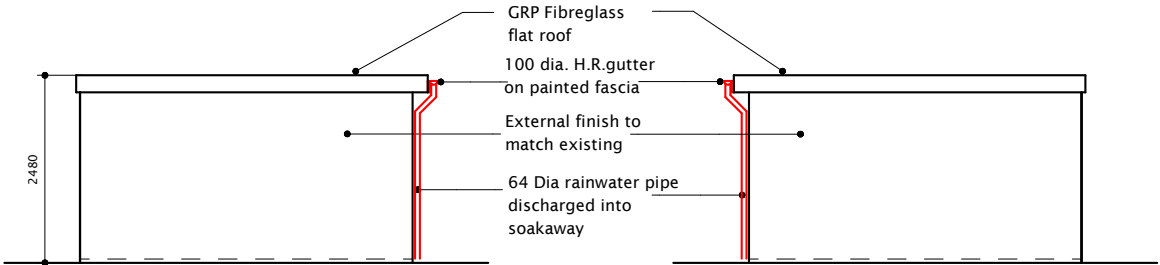 GRP Fibreglass
flat roof
100 dia. H.R.gutter
on painted fascia
External finish to
match existing
2480
64 Dia rainwater pipe
discharged into
soakaway